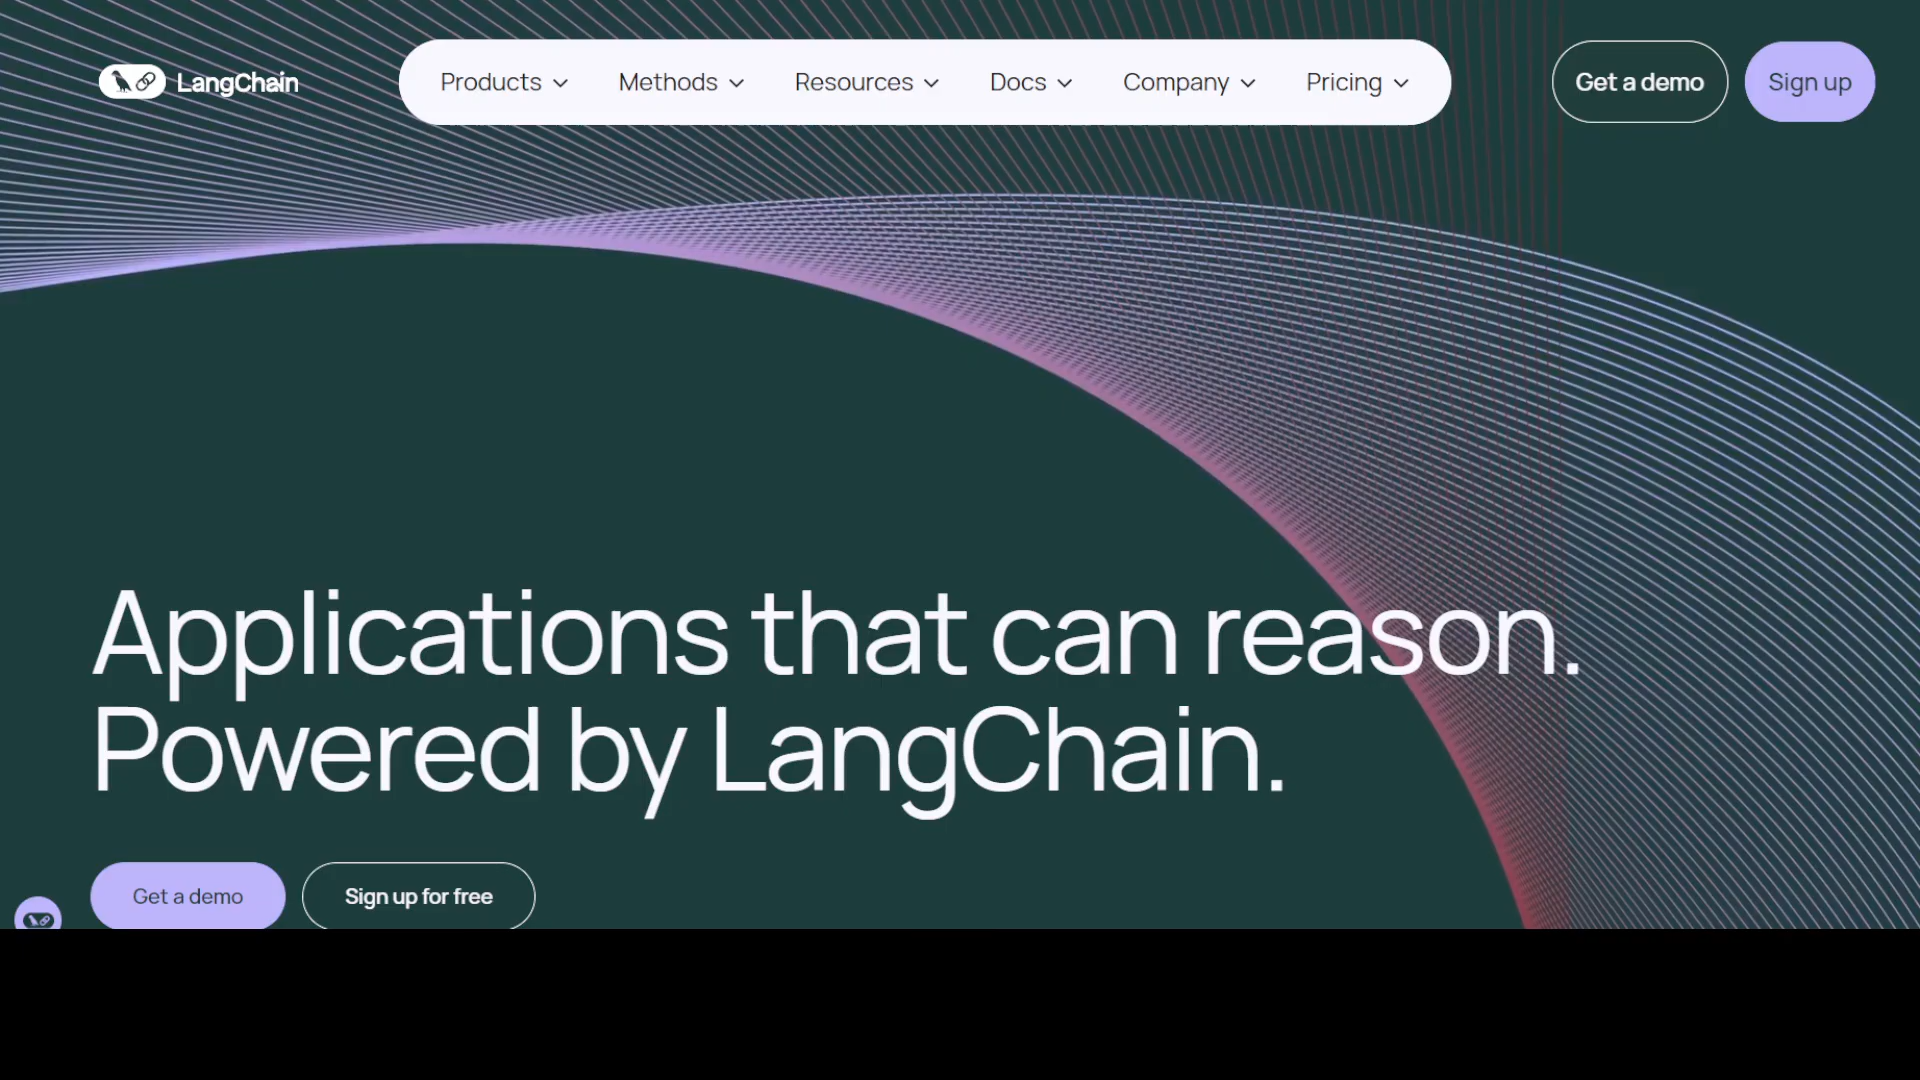 LangChain
Products
Methods
Resources
Docs
Company
Pricing
Get a demo
Sign up
Applications that can reason.
Powered by LangChain.
Get a demo
Sign up for free